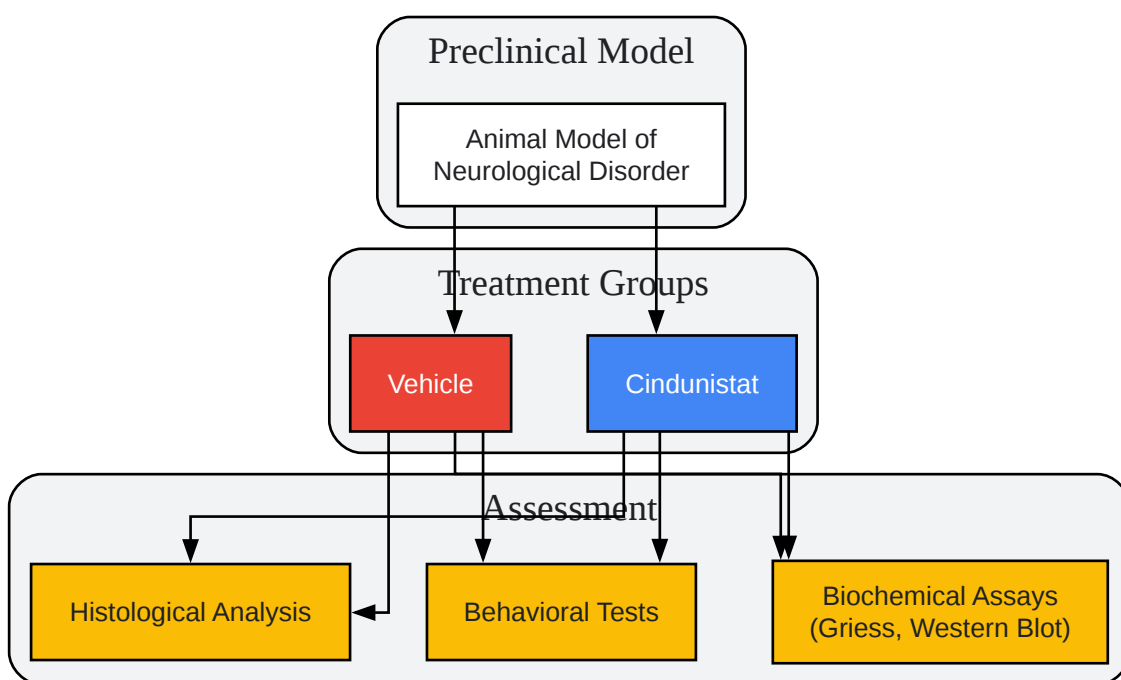 Preclinical Model
Animal Model of
Neurological Disorder
Treatment Groups
Vehicle
Cindunistat
Assessment
Histological Analysis
Behavioral Tests
Biochemical Assays
(Griess, Western Blot)